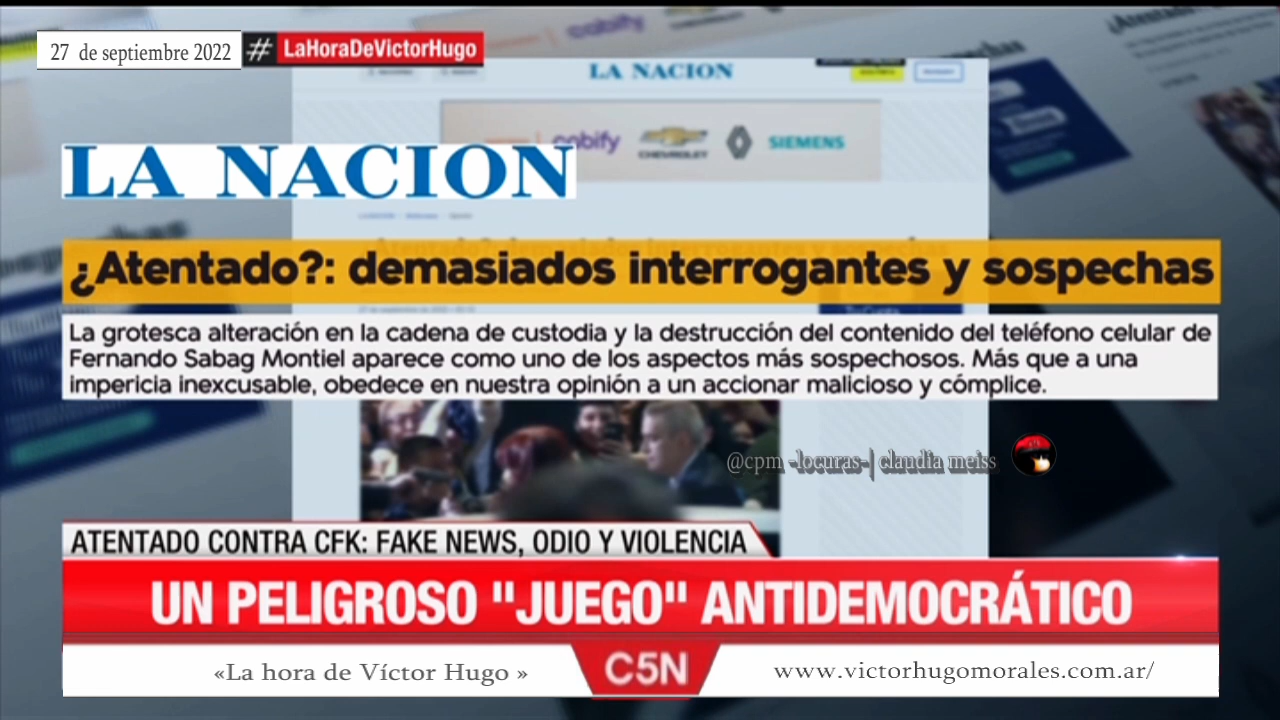 27 de septiembre 2022
# LaHoraDeVictorHugo
LA NACION
cabify
CHEVROLET
SIEMENS
LA NACION
¿Atentado?: demasiados interrogantes y sospechas
La grotesca alteración en la cadena de custodia y la destrucción del contenido del teléfono celular de
Fernando Sabag Montiel aparece como uno de los aspectos más sospechosos. Más que a una
impericia inexcusable, obedece en nuestra opinión a un accionar malicioso y cómplice.
@cpm -locuras-| claudia meiss
ATENTADO CONTRA CFK: FAKE NEWS, ODIO Y VIOLENCIA
UN PELIGROSO "JUEGO" ANTIDEMOCRÁTICO
«La hora de Víctor Hugo »
C5N
www.victorhugomorales.com.ar/